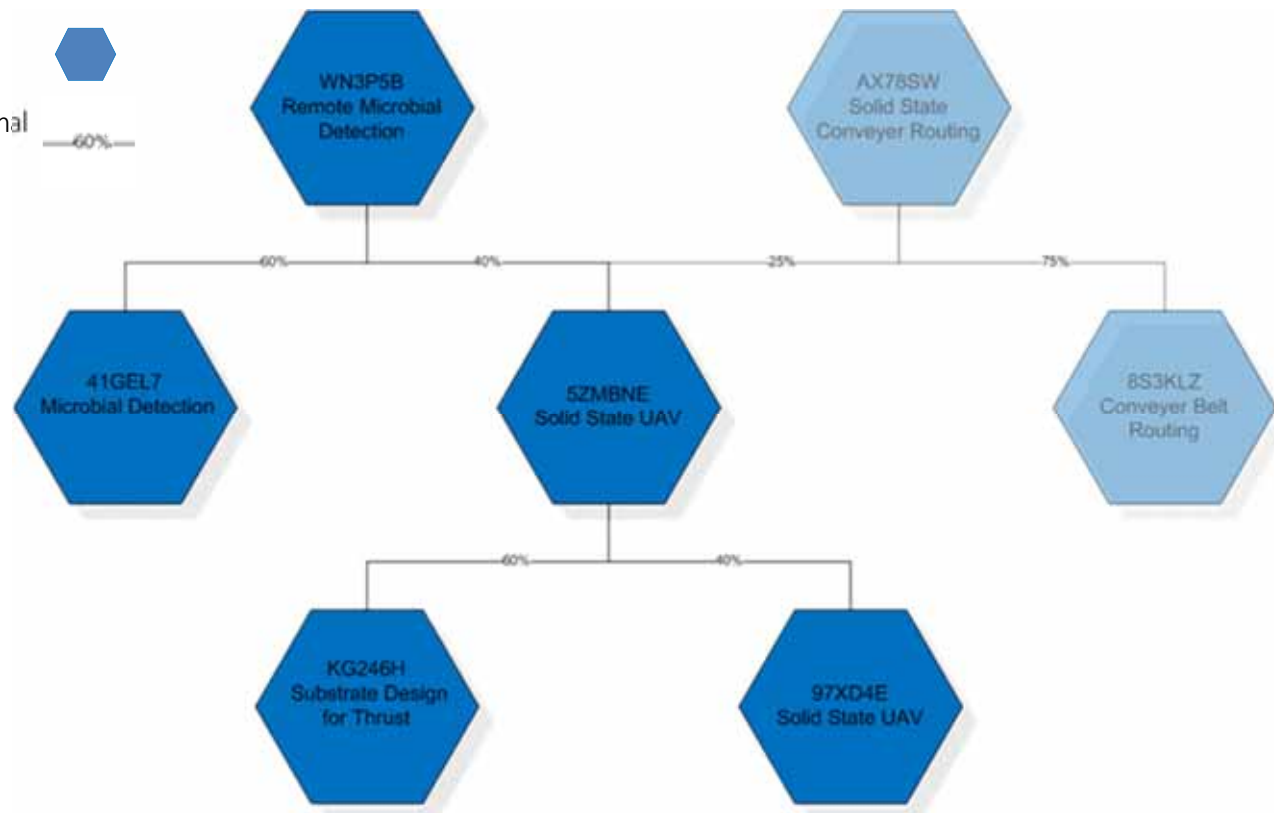 nal
60%
WN3P5B
Remote Microbial
Detection
AX78SW
Solid State
Conveyer Routing
60%
40%
25%
75%
41GEL7
Microbial Detection
5ZMBNE
Solid State UAV
8S3KLZ
Conveyer Belt
Routing
60%
40%
KG246H
Substrate Design
for Thrust
97XD4E
Solid State UAV